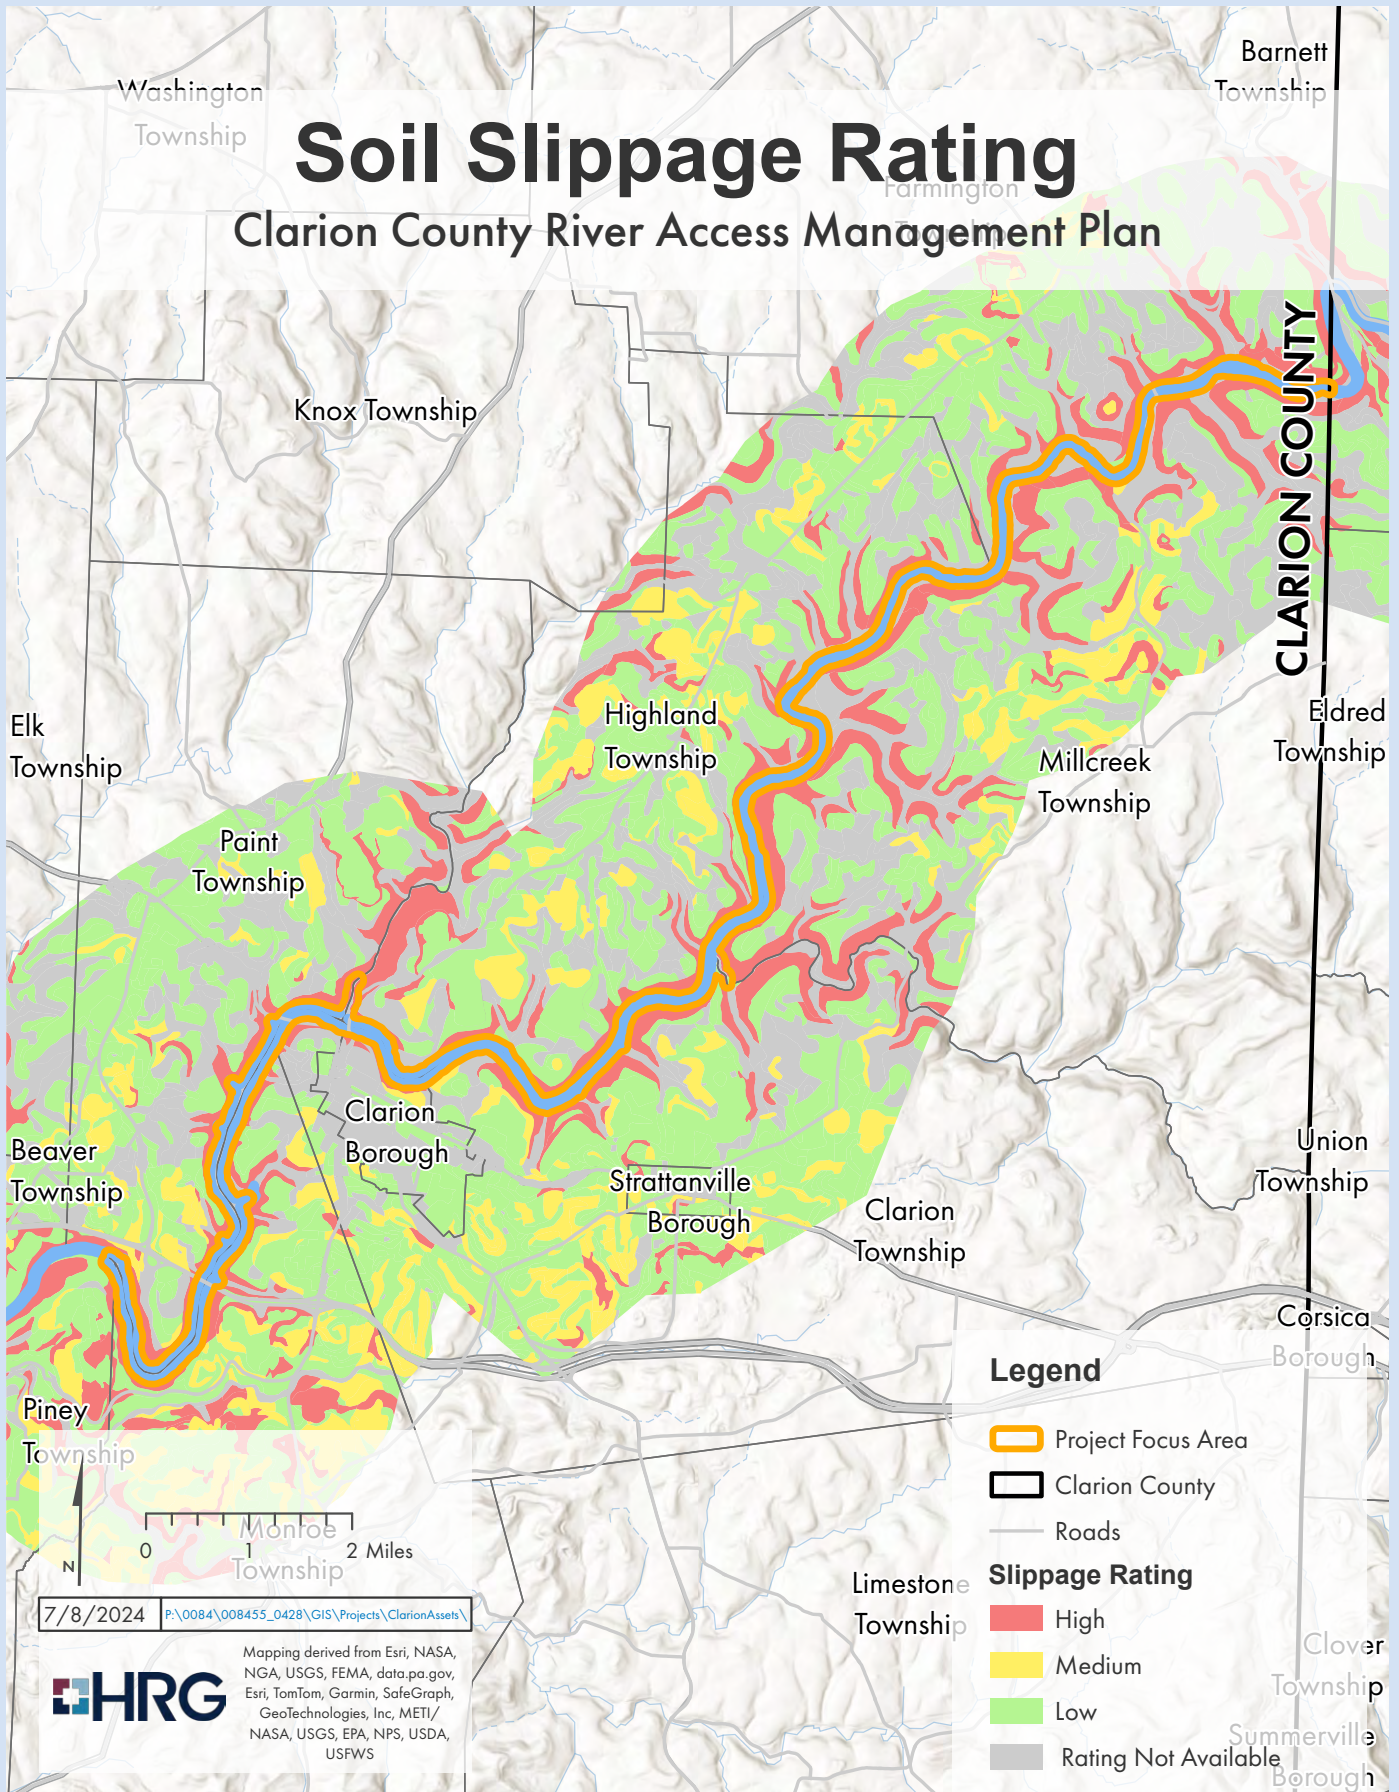 Barnett
Township
Washington
Township
Soil Slippage Rating
Farmington
Township
Clarion County River Access Management Plan
CLARION COUNTY
Knox Township
Highland
Township
Elk
Township
Eldred
Township
Millcreek
Township
Paint
Township
Clarion
Borough
Beaver
Township
Strattanville
Borough
Union
Township
Clarion
Township
Corsica
Borough
Piney
Township
Legend
Project Focus Area
Clarion County
Roads
Slippage Rating
High
Medium
Low
Rating Not Available
Monroe
Township
N
0 1 2 Miles
Limestone
Township
Clover
Township
Summerville
Borough
7/8/2024
P:\0084\008455_0428\GIS\Projects\ClarionAssets\
HRG
Mapping derived from Esri, NASA,
NGA, USGS, FEMA, data.pa.gov,
Esri, TomTom, Garmin, SafeGraph,
GeoTechnologies, Inc, METI/
NASA, USGS, EPA, NPS, USDA,
USFWS